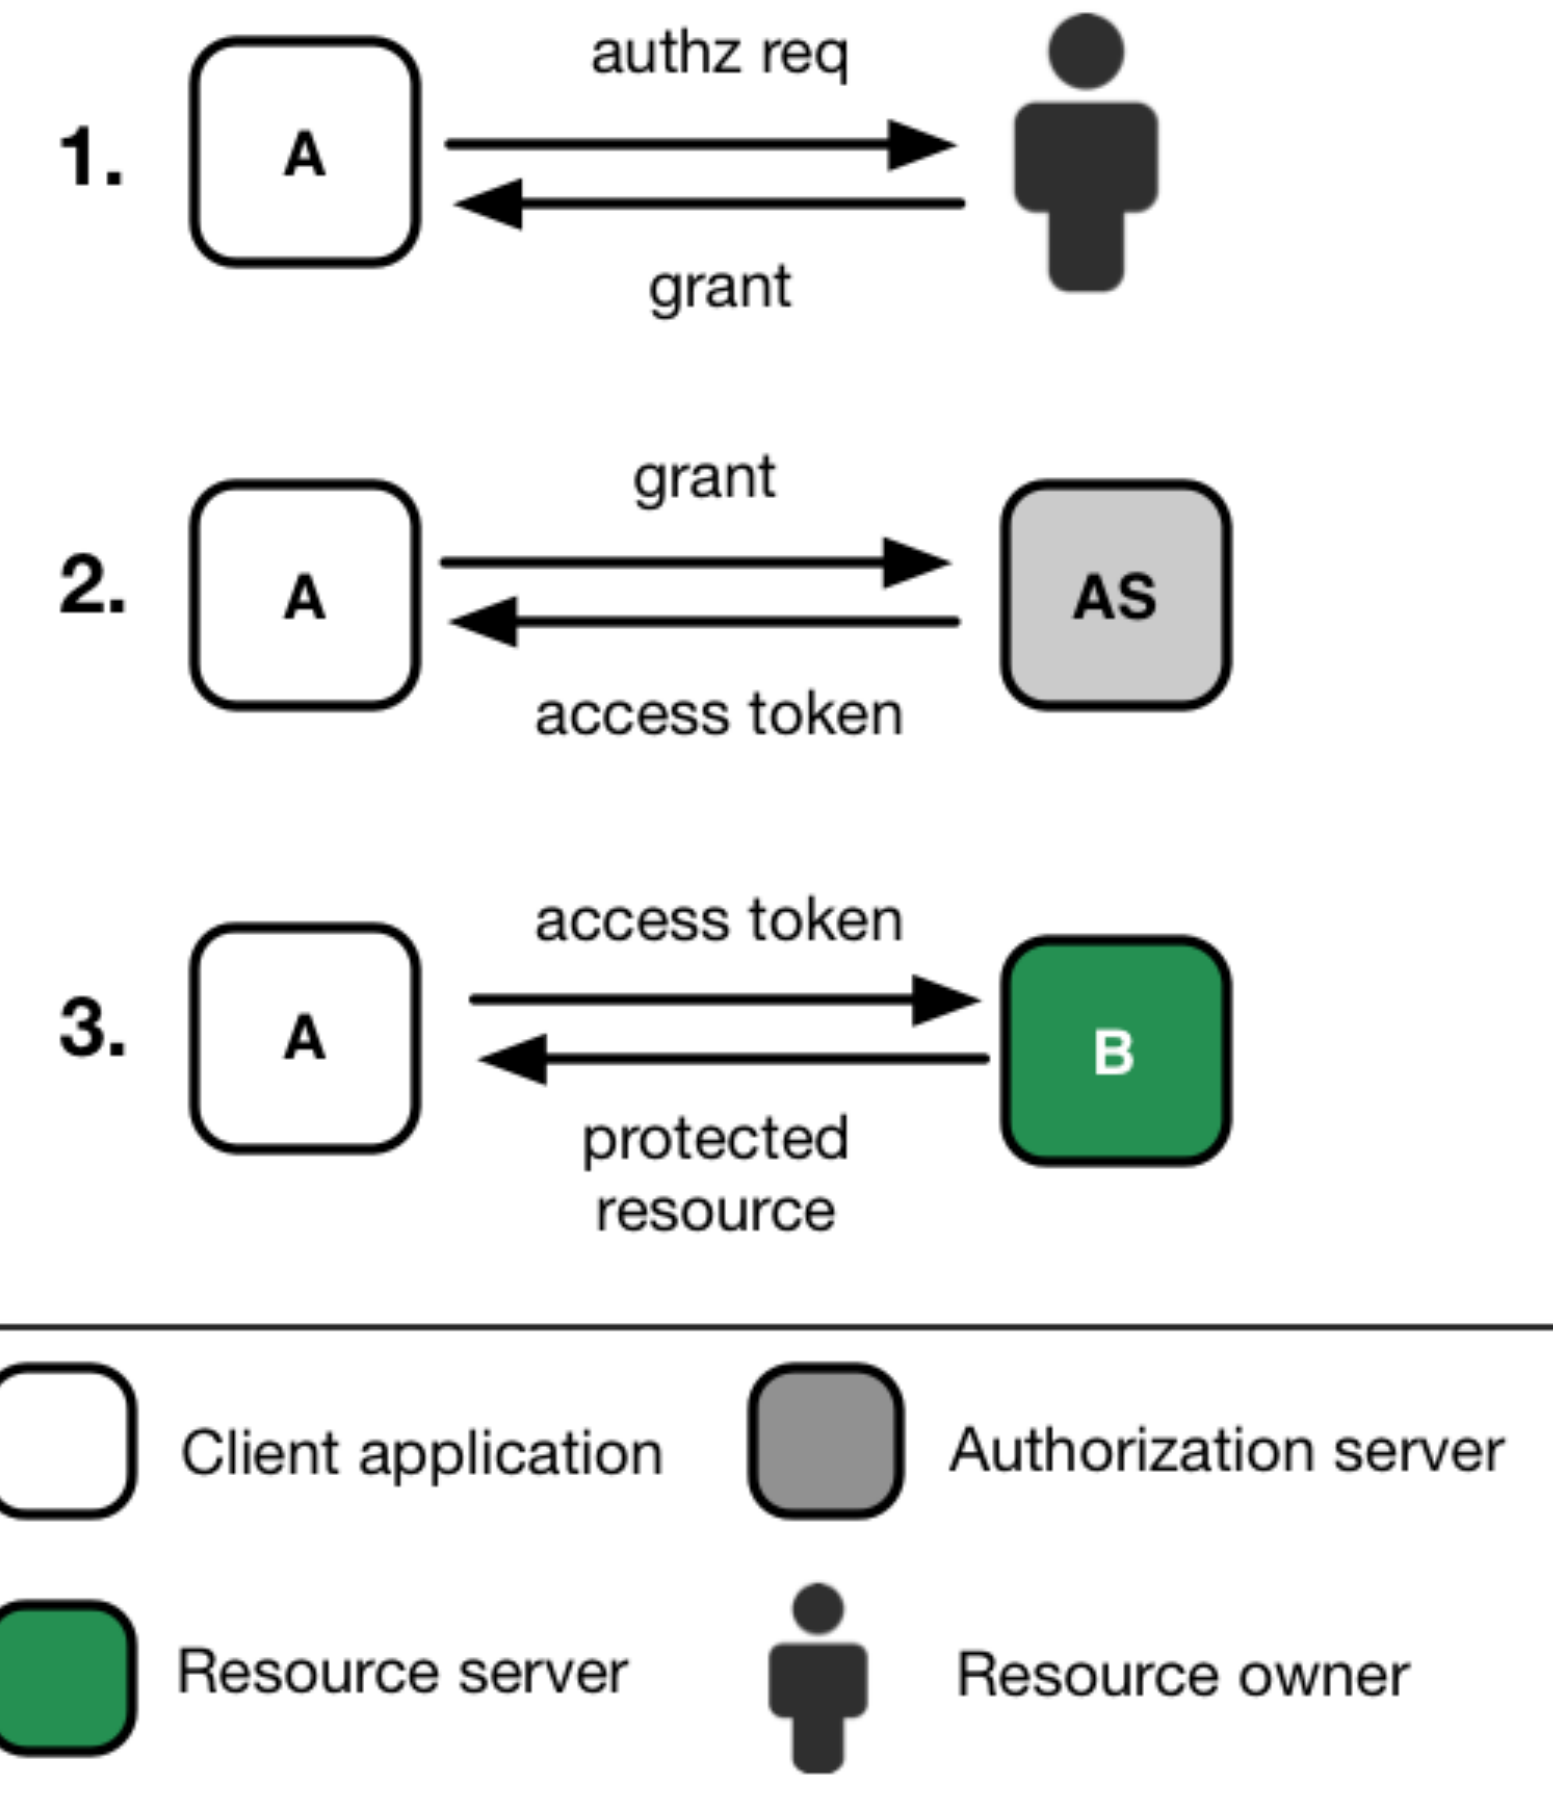 authz req
1.
A
grant
grant
2.
A
AS
access token
access token
3.
A
B
protected
resource
Client application
Authorization server
Resource server
Resource owner